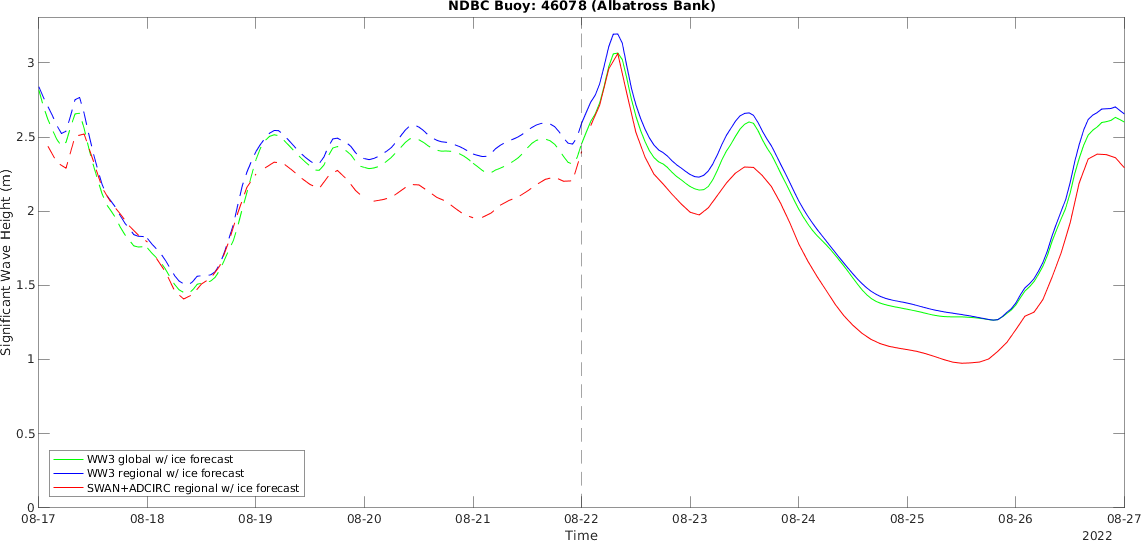 NDBC Buoy: 46078 (Albatross Bank)
Significant Wave Height (m)
3
2.5
2
1.5
1
0.5
0
WW3 global w/ ice forecast
WW3 regional w/ ice forecast
SWAN+ADCIRC regional w/ ice forecast
08-17 08-18 08-19 08-20 08-21 08-22 08-23 08-24 08-25 08-26 08-27
Time
2022